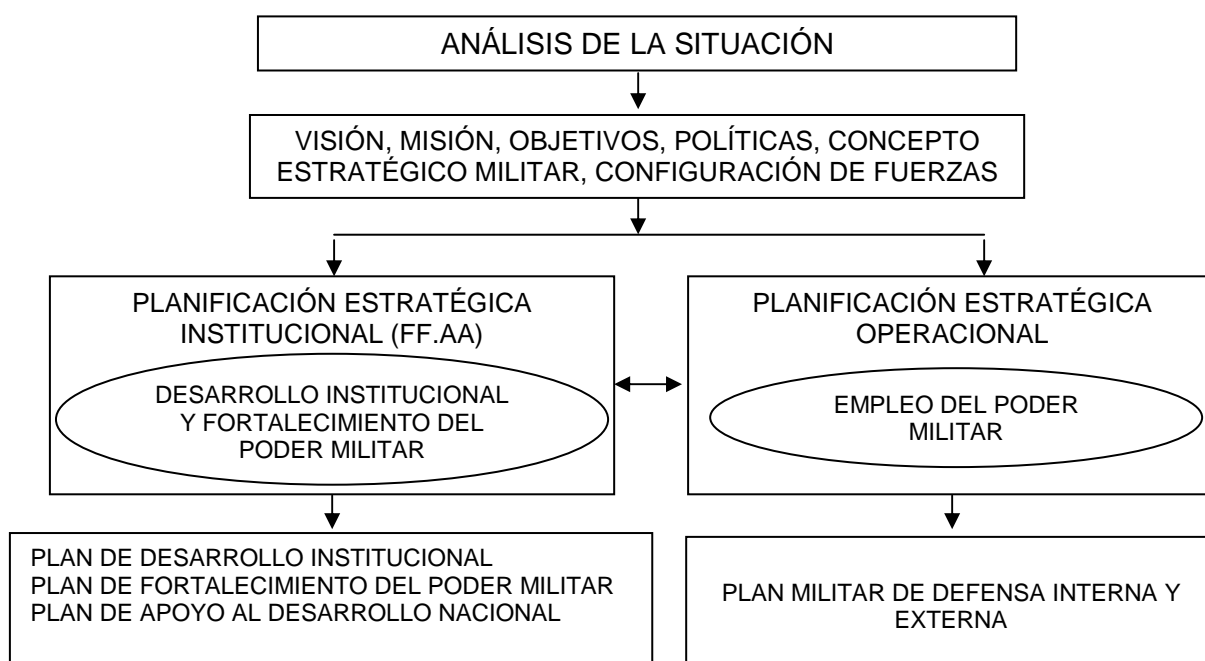 ANÁLISIS DE LA SITUACIÓN
VISIÓN, MISIÓN, OBJETIVOS, POLÍTICAS, CONCEPTO
ESTRATÉGICO MILITAR, CONFIGURACIÓN DE FUERZAS
PLANIFICACIÓN ESTRATÉGICA
INSTITUCIONAL (FF.AA)
DESARROLLO INSTITUCIONAL
Y FORTALECIMIENTO DEL
PODER MILITAR
PLANIFICACIÓN ESTRATÉGICA
OPERACIONAL
EMPLEO DEL PODER
MILITAR
PLAN DE DESARROLLO INSTITUCIONAL
PLAN DE FORTALECIMIENTO DEL PODER MILITAR
PLAN DE APOYO AL DESARROLLO NACIONAL
PLAN MILITAR DE DEFENSA INTERNA Y
EXTERNA